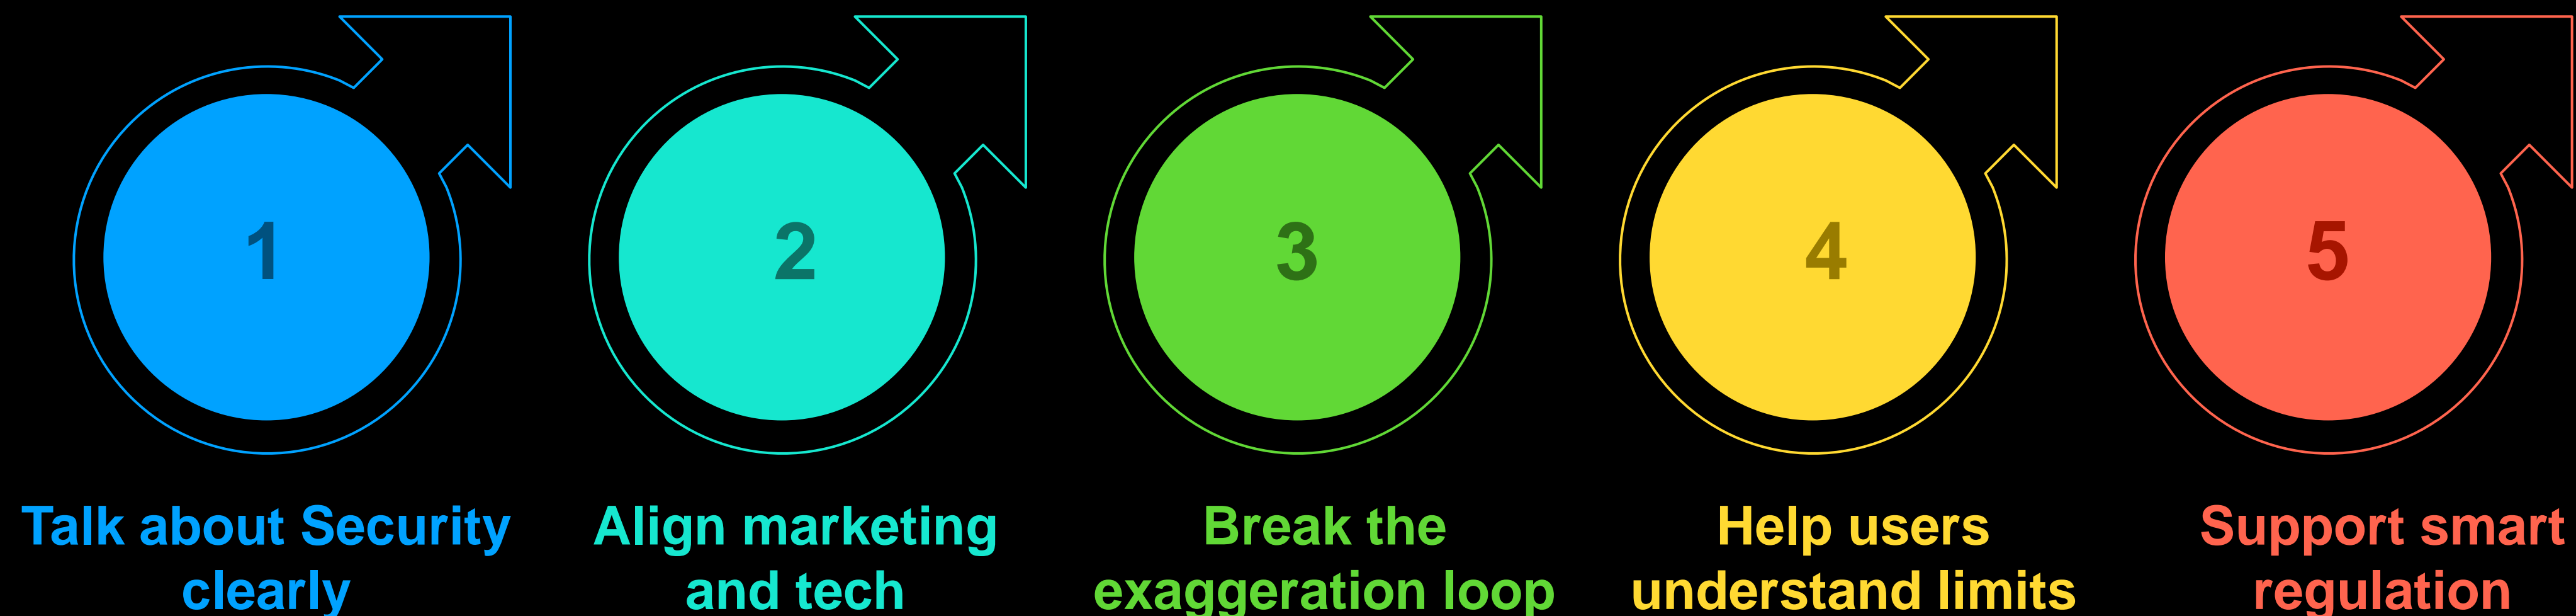 1
Talk about Security
clearly
2
Align marketing
and tech
3
Break the
exaggeration loop
4
Help users
understand limits
5
Support smart
regulation